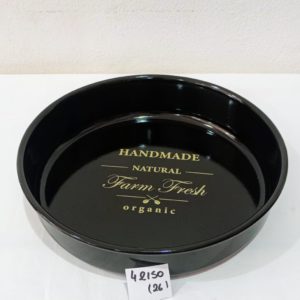 HANDMADE
NATURAL
Farm Fresh
organic
42150
(26)